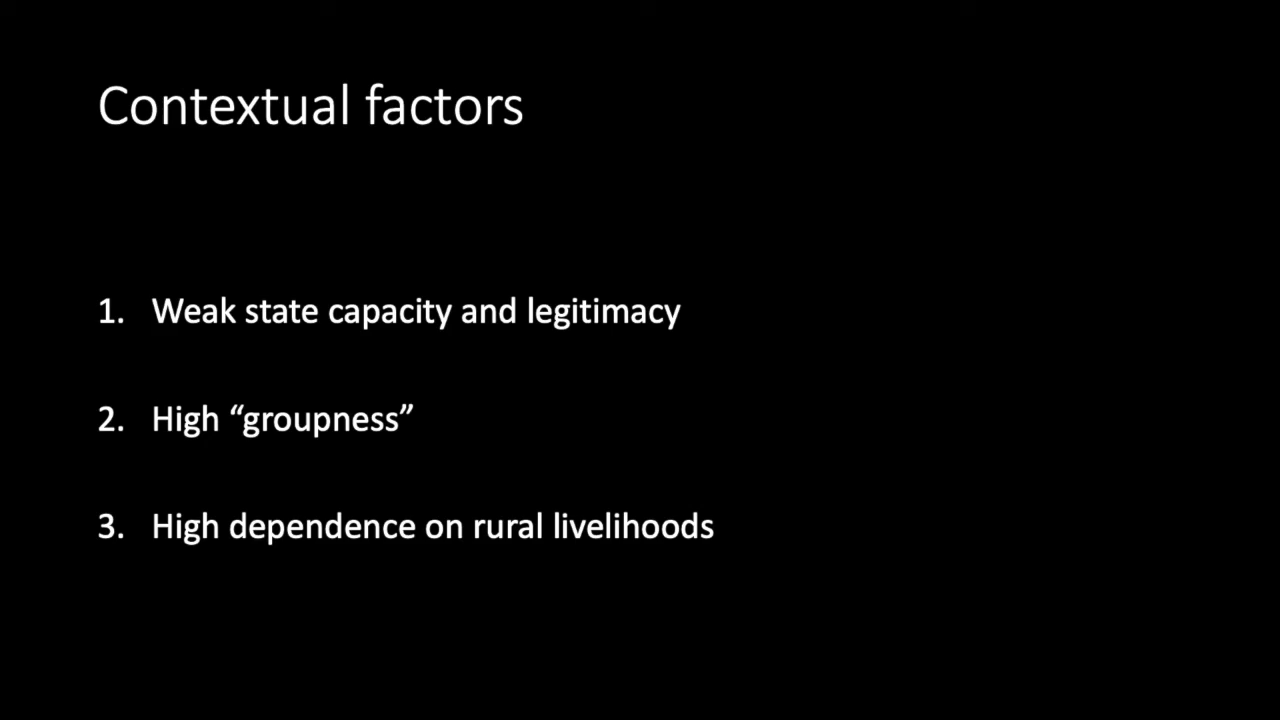 Contextual factors
1. Weak state capacity and legitimacy
2. High “groupness”
3. High dependence on rural livelihoods